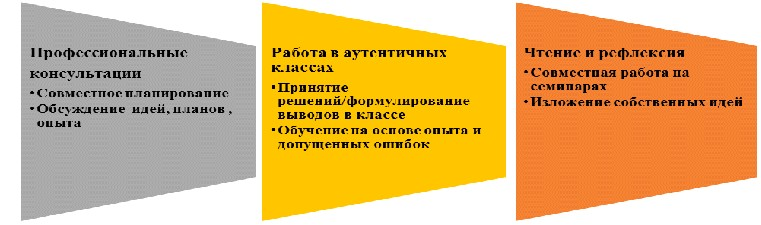 Профессиональные
консультации
•Совместное планирование
•Обсуждение идей, планов ,
опыта
Работа в аутентичных
классах
•Принятие
решений/формулирование
выводов в классе
•Обучение на основе опыта и
допущенных ошибок
Чтение и рефлексия
•Совместная работа на
семинарах
•Изложение собственных идей